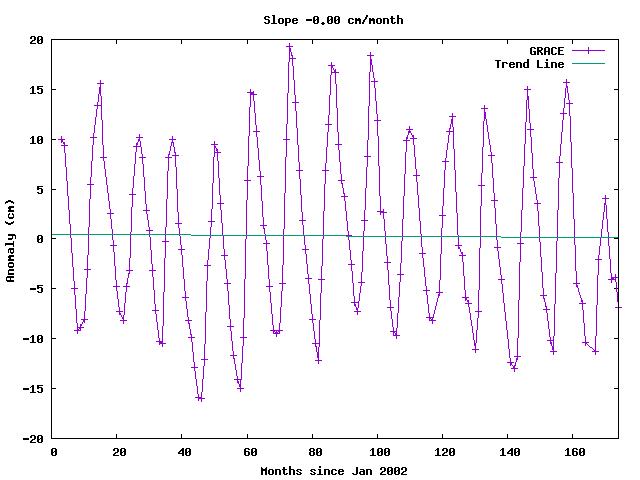 Slope -0.00 cm/month
GRACE
Trend Line
20
15
10
5
0
-5
-10
-15
-20
Anomaly (cm)
0 20 40 60 80 100 120 140 160
Months since Jan 2002